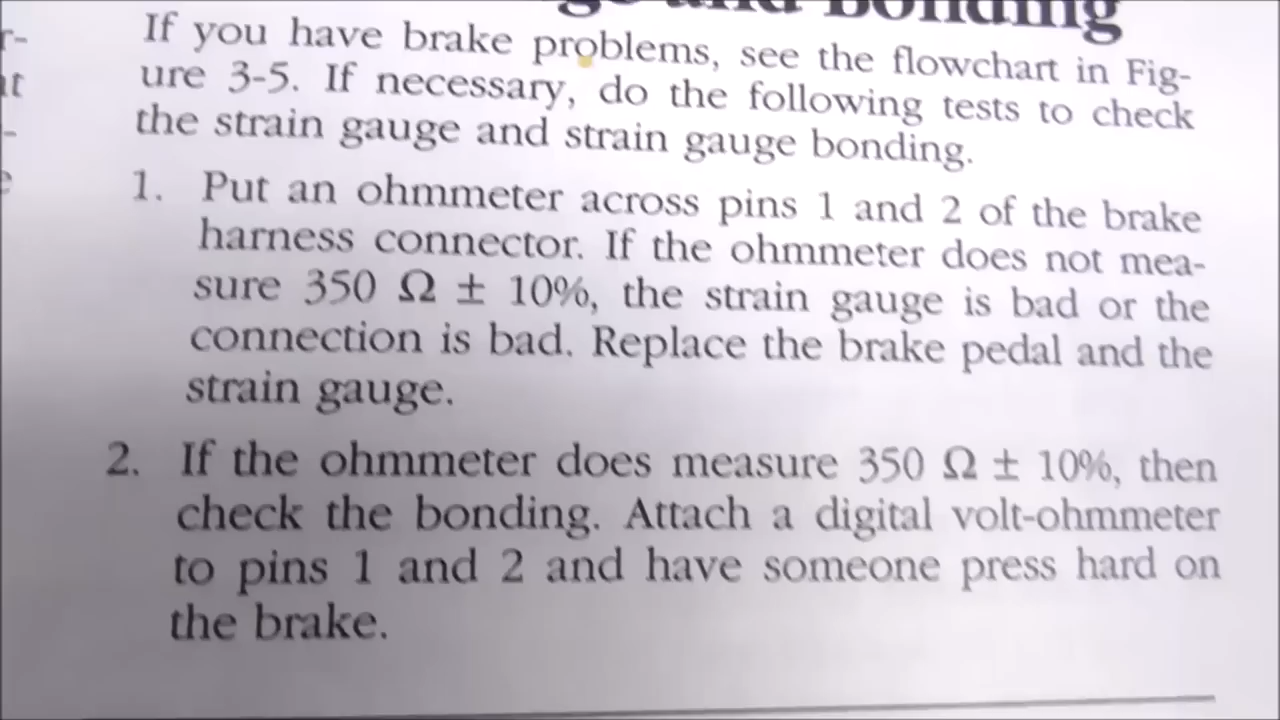 and Bonding
If you have brake problems, see the flowchart in Fig-
ure 3-5. If necessary, do the following tests to check
the strain gauge and strain gauge bonding.
1. Put an ohmmeter across pins 1 and 2 of the brake
harness connector. If the ohmmeter does not mea-
sure 350 Ω ± 10%, the strain gauge is bad or the
connection is bad. Replace the brake pedal and the
strain gauge.
2. If the ohmmeter does measure 350 Ω ± 10%, then
check the bonding. Attach a digital volt-ohmmeter
to pins 1 and 2 and have someone press hard on
the brake.